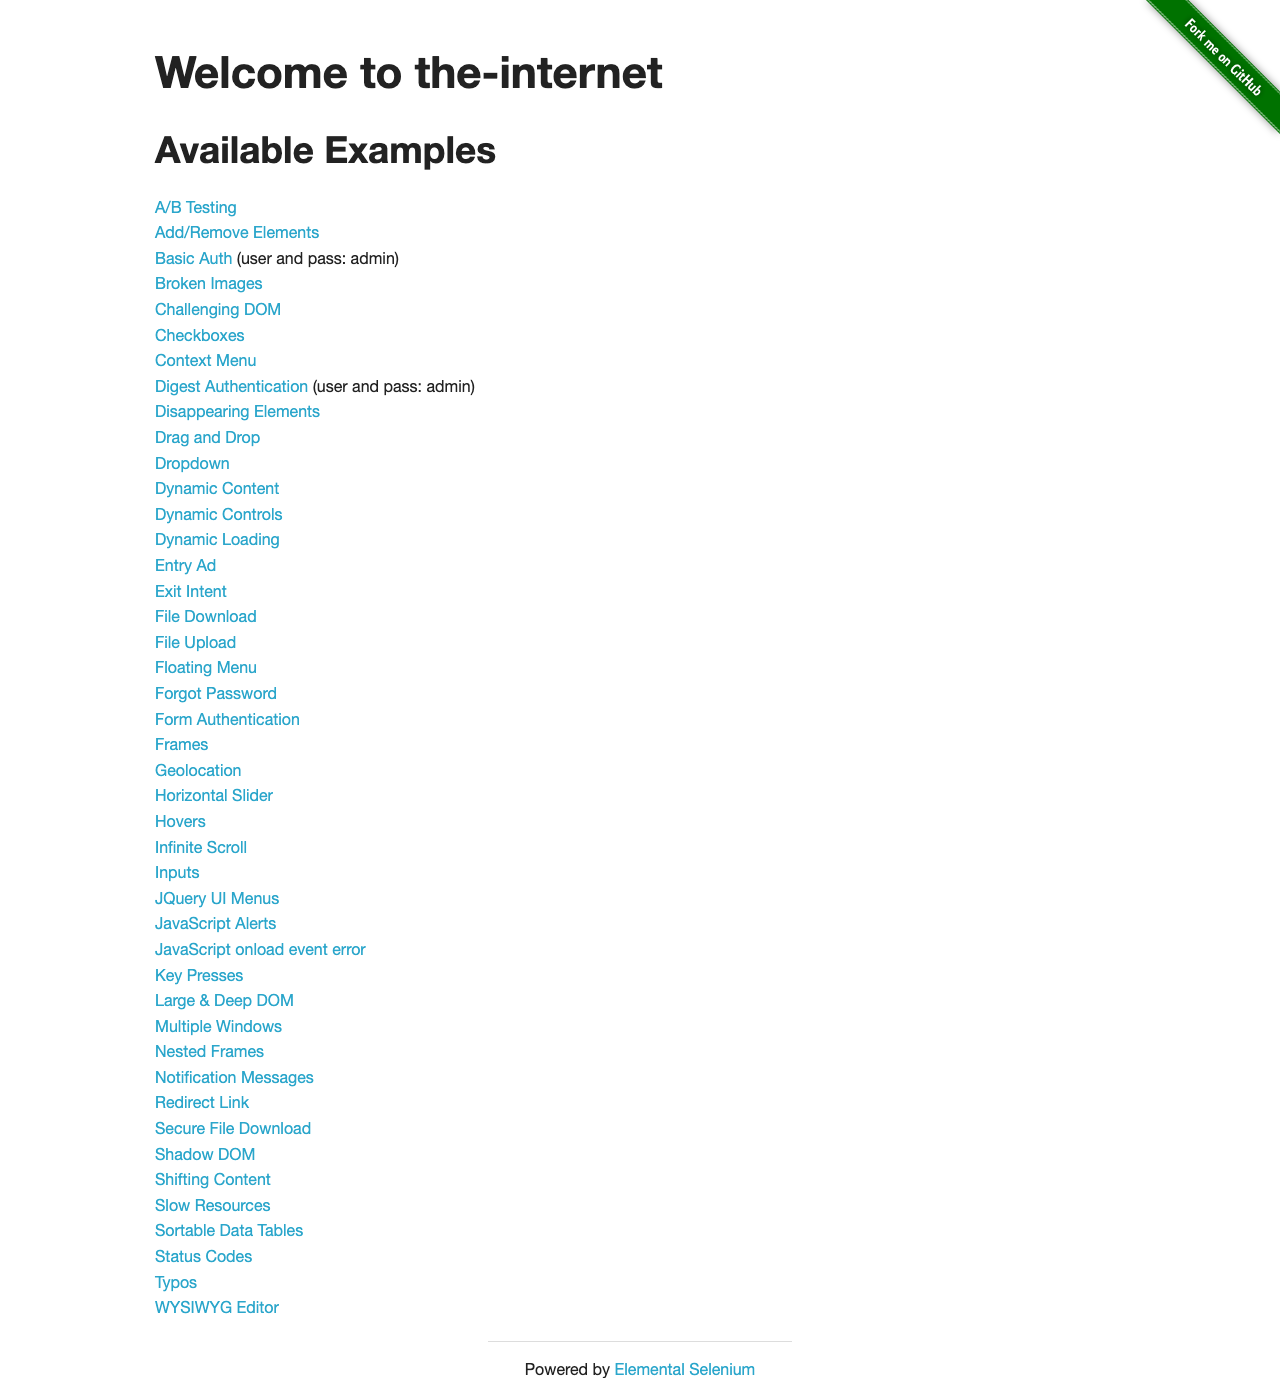 Fork me on GitHub
Welcome to the-internet
Available Examples
A/B Testing
Add/Remove Elements
Basic Auth (user and pass: admin)
Broken Images
Challenging DOM
Checkboxes
Context Menu
Digest Authentication (user and pass: admin)
Disappearing Elements
Drag and Drop
Dropdown
Dynamic Content
Dynamic Controls
Dynamic Loading
Entry Ad
Exit Intent
File Download
File Upload
Floating Menu
Forgot Password
Form Authentication
Frames
Geolocation
Horizontal Slider
Hovers
Infinite Scroll
Inputs
JQuery UI Menus
JavaScript Alerts
JavaScript onload event error
Key Presses
Large & Deep DOM
Multiple Windows
Nested Frames
Notification Messages
Redirect Link
Secure File Download
Shadow DOM
Shifting Content
Slow Resources
Sortable Data Tables
Status Codes
Typos
WYSIWYG Editor
Powered by Elemental Selenium